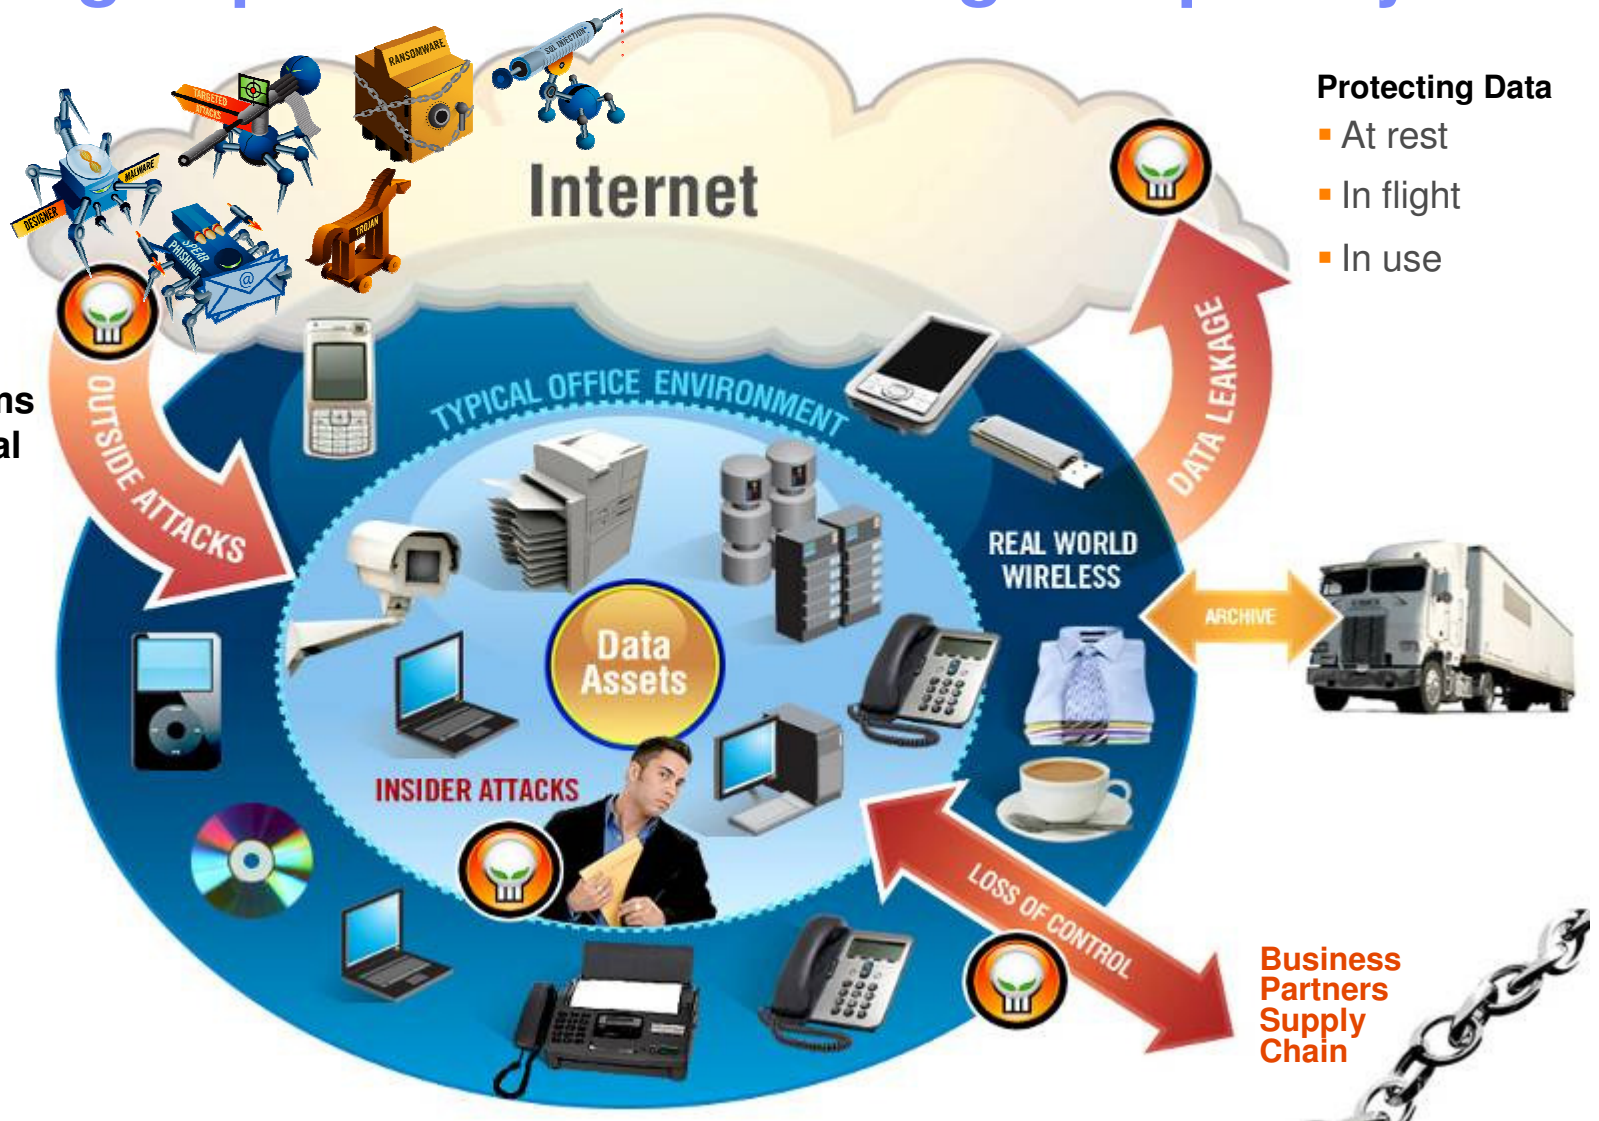 RANSOMWARE
SQL INJECTION
TARGETED
ATTACKS
DESIGNER
MALWARE
SPEAR
PHISHING
@
TROJAN
Internet
Protecting Data
At rest
In flight
In use
OUTSIDE ATTACKS
TYPICAL OFFICE ENVIRONMENT
DATA LEAKAGE
REAL WORLD
WIRELESS
ARCHIVE
Data
Assets
INSIDER ATTACKS
LOSS OF CONTROL
Business
Partners
Supply
Chain